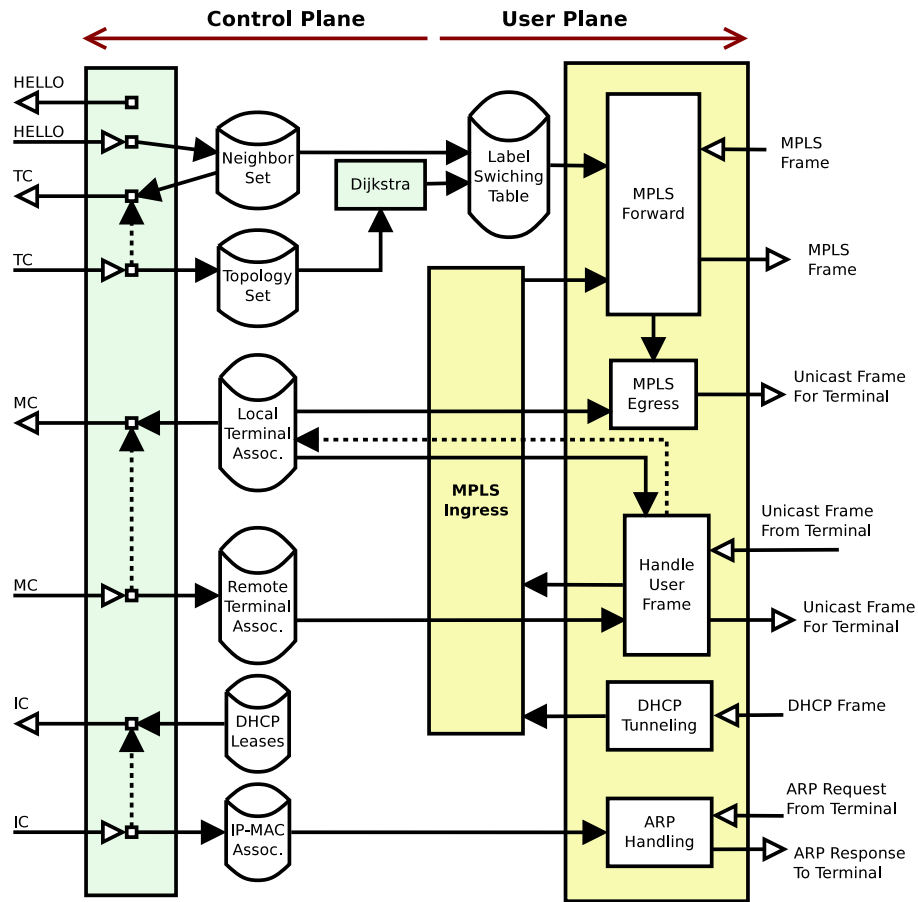 Control Plane
User Plane
HELLO
HELLO
TC
TC
MC
MC
IC
IC
Neighbor
Set
Dijkstra
Label
Swiching
Table
Topology
Set
Local
Terminal
Assoc.
Remote
Terminal
Assoc.
DHCP
Leases
IP-MAC
Assoc.
MPLS
Ingress
MPLS
Forward
MPLS
Egress
Handle
User
Frame
DHCP
Tunneling
ARP
Handling
MPLS
Frame
MPLS
Frame
Unicast Frame
For Terminal
Unicast Frame
From Terminal
Unicast Frame
For Terminal
DHCP Frame
ARP Request
From Terminal
ARP Response
To Terminal